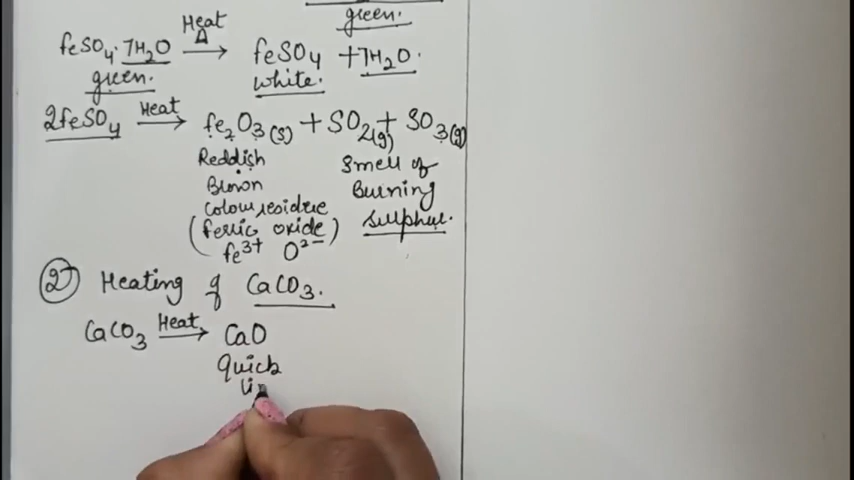 green.
FeSO4.7H2O Heat Δ → FeSO4 + 7H2O.
green. white.
2FeSO4 Heat → Fe2O3(s) + SO2(g) + SO3(g)
Reddish Smell of
Brown Burning
Colour residue sulphur.
(ferric oxide)
Fe3+ O2-
② Heating of CaCO3.
CaCO3 Heat → CaO
quick
li